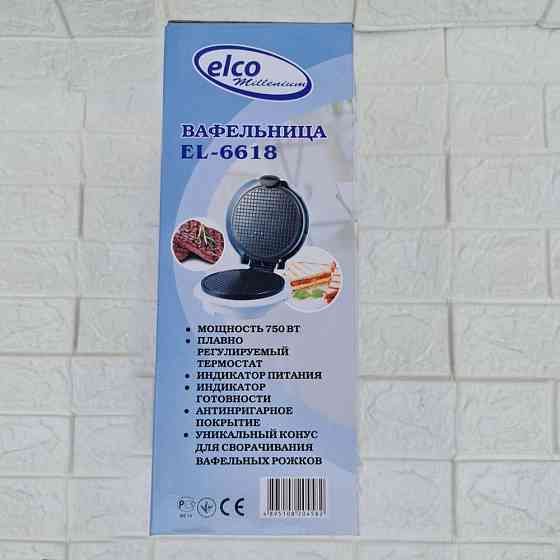 elco
Millenium
ВАФЕЛЬНИЦА
EL-6618
• МОЩНОСТЬ 750 ВТ
• ПЛАВНО
РЕГУЛИРУЕМЫЙ
ТЕРМОСТАТ
• ИНДИКАТОР ПИТАНИЯ
• ИНДИКАТОР
ГОТОВНОСТИ
• АНТИПРИГАРНОЕ
ПОКРЫТИЕ
• УНИКАЛЬНЫЙ КОНУС
ДЛЯ СВОРАЧИВАНИЯ
ВАФЕЛЬНЫХ РОЖКОВ
CE